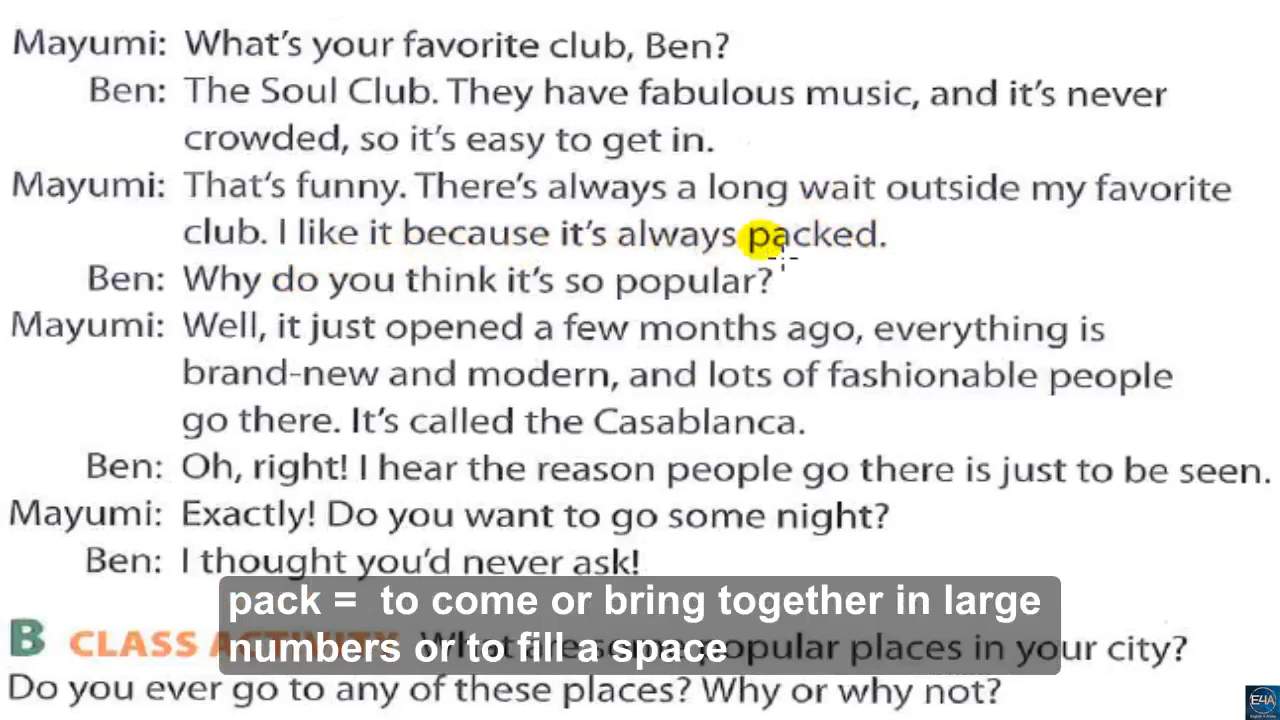 Mayumi: What's your favorite club, Ben?
Ben: The Soul Club. They have fabulous music, and it's never
crowded, so it's easy to get in.
Mayumi: That's funny. There's always a long wait outside my favorite
club. I like it because it's always packed.
Ben: Why do you think it's so popular?
Mayumi: Well, it just opened a few months ago, everything is
brand-new and modern, and lots of fashionable people
go there. It's called the Casablanca.
Ben: Oh, right! I hear the reason people go there is just to be seen.
Mayumi: Exactly! Do you want to go some night?
Ben: I thought you'd never ask!
pack = to come or bring together in large
numbers or to fill a space
B CLASS ACTIVITY What are some popular places in your city?
Do you ever go to any of these places? Why or why not?
E4A